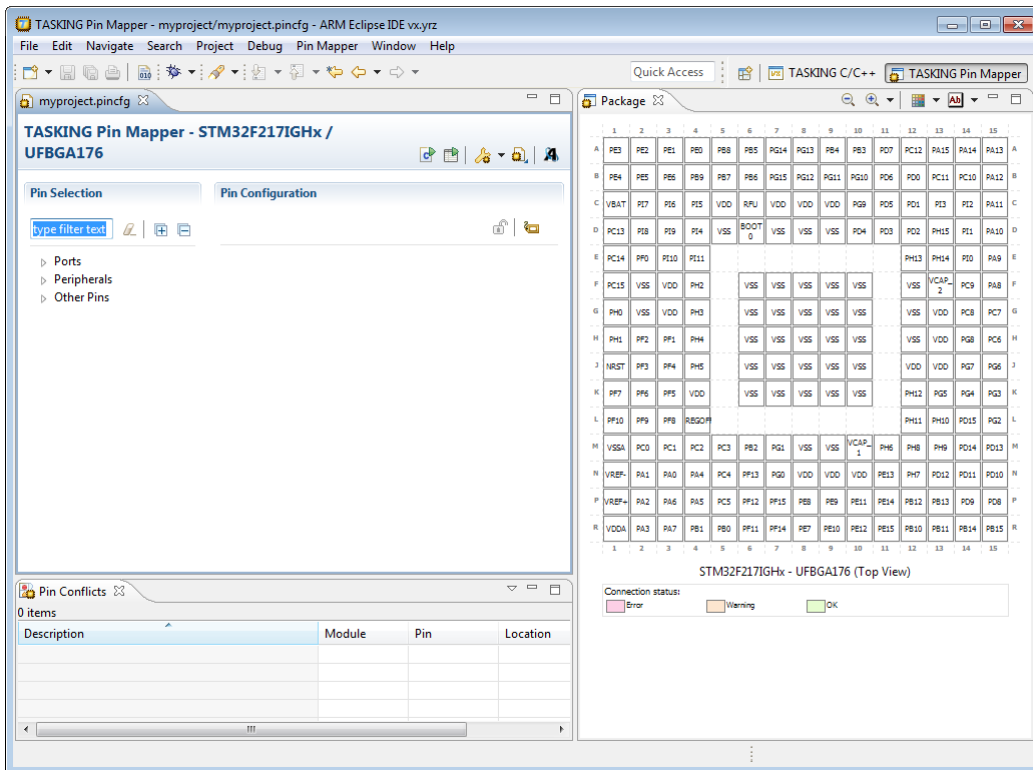 TASKING Pin Mapper - myproject/myproject.pincfg - ARM Eclipse IDE vx.yrz
File Edit Navigate Search Project Debug Pin Mapper Window Help
Quick Access TASKING C/C++ TASKING Pin Mapper
myproject.pincfg
TASKING Pin Mapper - STM32F217IGHx /
UFBGA176
Pin Selection Pin Configuration
type filter text
Ports
Peripherals
Other Pins
Pin Conflicts
0 items
Description Module Pin Location
Package
1 2 3 4 5 6 7 8 9 10 11 12 13 14 15
A PE3 PE2 PE1 PE0 PB8 PB5 PG14 PG13 PB4 PB3 PD7 PC12 PA15 PA14 PA13 A
B PE4 PE5 PE6 PB9 PB7 PB6 PG15 PG12 PG11 PG10 PD6 PD0 PC11 PC10 PA12 B
C VBAT PI7 PI6 PI5 VDD RFU VDD VDD VDD PG9 PD5 PD1 PI3 PI2 PA11 C
D PC13 PI8 PI9 PI4 VSS BOOT0 VSS VSS VSS PD4 PD3 PD2 PH15 PI1 PA10 D
E PC14 PF0 PI10 PI11 PH13 PH14 PI0 PA9 E
F PC15 VSS VDD PH2 VSS VSS VSS VSS VSS VSS VCAP_2 PC9 PA8 F
G PH0 VSS VDD PH3 VSS VSS VSS VSS VSS VSS VDD PC8 PC7 G
H PH1 PF2 PF1 PH4 VSS VSS VSS VSS VSS VSS VDD PG8 PC6 H
J NRST PF3 PF4 PH5 VSS VSS VSS VSS VSS VDD VDD PG7 PG6 J
K PF7 PF6 PF5 VDD VSS VSS VSS VSS VSS PH12 PG5 PG4 PG3 K
L PF10 PF9 PF8 REGOFF PH11 PH10 PD15 PG2 L
M VSSA PC0 PC1 PC2 PC3 PB2 PG1 VSS VSS VCAP_1 PH6 PH8 PH9 PD14 PD13 M
N VREF- PA1 PA0 PA4 PC4 PF13 PG0 VDD VDD VDD PE13 PH7 PD12 PD11 PD10 N
P VREF+ PA2 PA6 PA5 PC5 PF12 PF15 PE8 PE9 PE11 PE14 PB12 PB13 PD9 PD8 P
R VDDA PA3 PA7 PB1 PB0 PF11 PF14 PE7 PE10 PE12 PE15 PB10 PB11 PB14 PB15 R
1 2 3 4 5 6 7 8 9 10 11 12 13 14 15
STM32F217IGHx - UFBGA176 (Top View)
Connection status:
Error Warning OK